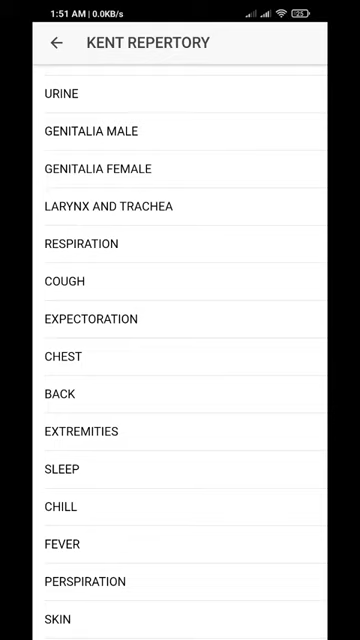 1:51 AM | 0.0KB/s
25
KENT REPERTORY
URINE
GENITALIA MALE
GENITALIA FEMALE
LARYNX AND TRACHEA
RESPIRATION
COUGH
EXPECTORATION
CHEST
BACK
EXTREMITIES
SLEEP
CHILL
FEVER
PERSPIRATION
SKIN